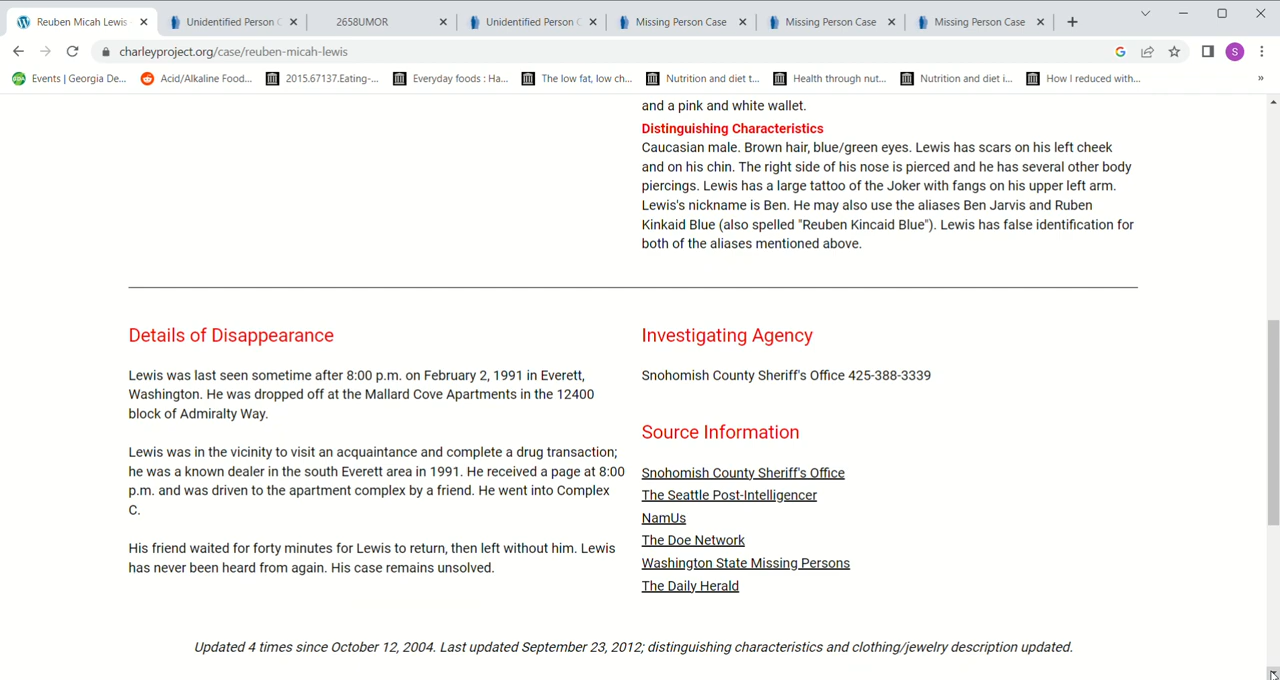 Reuben Micah Lewis
Unidentified Person C
2658UMOR
Unidentified Person C
Missing Person Case
Missing Person Case
Missing Person Case
charleyproject.org/case/reuben-micah-lewis
S
Events | Georgia De...
Acid/Alkaline Food...
2015.67137.Eating-...
Everyday foods : Ha...
The low fat, low ch...
Nutrition and diet t...
Health through nut...
Nutrition and diet i...
How I reduced with...
and a pink and white wallet.
Distinguishing Characteristics
Caucasian male. Brown hair, blue/green eyes. Lewis has scars on his left cheek
and on his chin. The right side of his nose is pierced and he has several other body
piercings. Lewis has a large tattoo of the Joker with fangs on his upper left arm.
Lewis's nickname is Ben. He may also use the aliases Ben Jarvis and Ruben
Kinkaid Blue (also spelled "Reuben Kincaid Blue"). Lewis has false identification for
both of the aliases mentioned above.
Details of Disappearance
Lewis was last seen sometime after 8:00 p.m. on February 2, 1991 in Everett,
Washington. He was dropped off at the Mallard Cove Apartments in the 12400
block of Admiralty Way.
Lewis was in the vicinity to visit an acquaintance and complete a drug transaction;
he was a known dealer in the south Everett area in 1991. He received a page at 8:00
p.m. and was driven to the apartment complex by a friend. He went into Complex
C.
His friend waited for forty minutes for Lewis to return, then left without him. Lewis
has never been heard from again. His case remains unsolved.
Investigating Agency
Snohomish County Sheriff's Office 425-388-3339
Source Information
Snohomish County Sheriff's Office
The Seattle Post-Intelligencer
NamUs
The Doe Network
Washington State Missing Persons
The Daily Herald
Updated 4 times since October 12, 2004. Last updated September 23, 2012; distinguishing characteristics and clothing/jewelry description updated.